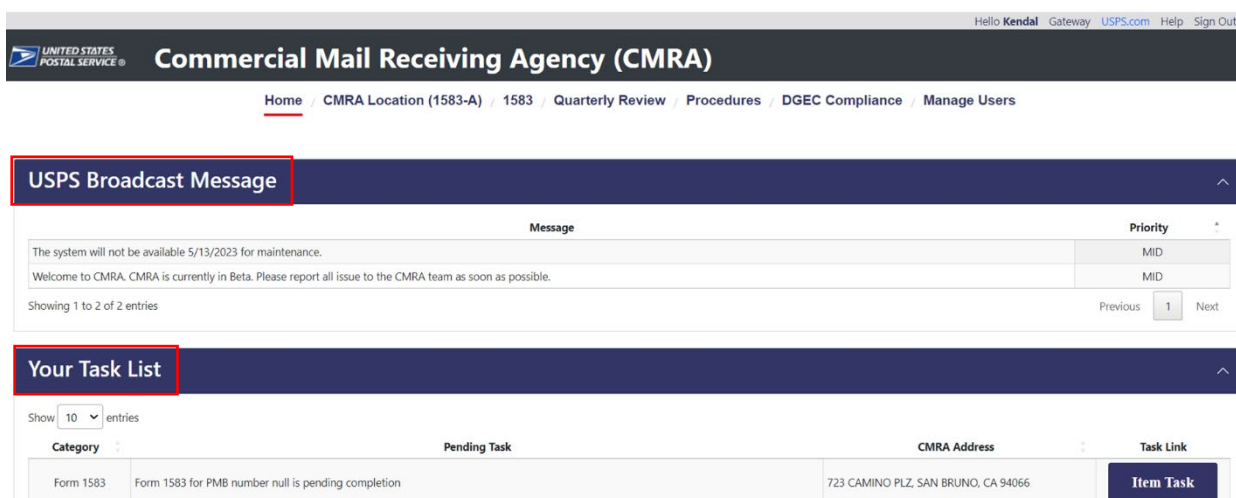 Hello Kendal Gateway USPS.com Help Sign Out
UNITED STATES
POSTAL SERVICE ®
Commercial Mail Receiving Agency (CMRA)
Home / CMRA Location (1583-A) / 1583 / Quarterly Review / Procedures / DGEC Compliance / Manage Users
USPS Broadcast Message
Message Priority
The system will not be available 5/13/2023 for maintenance. MID
Welcome to CMRA. CMRA is currently in Beta. Please report all issue to the CMRA team as soon as possible. MID
Showing 1 to 2 of 2 entries Previous 1 Next
Your Task List
Show 10 entries
Category Pending Task CMRA Address Task Link
Form 1583 Form 1583 for PMB number null is pending completion 723 CAMINO PLZ, SAN BRUNO, CA 94066 Item Task